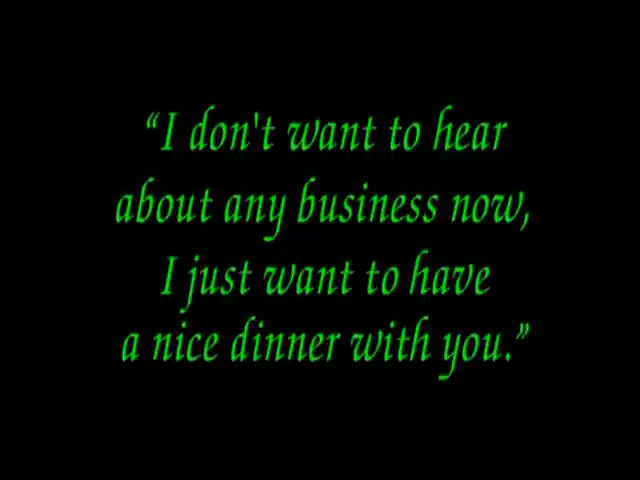 “I don't want to hear
about any business now,
I just want to have
a nice dinner with you.”